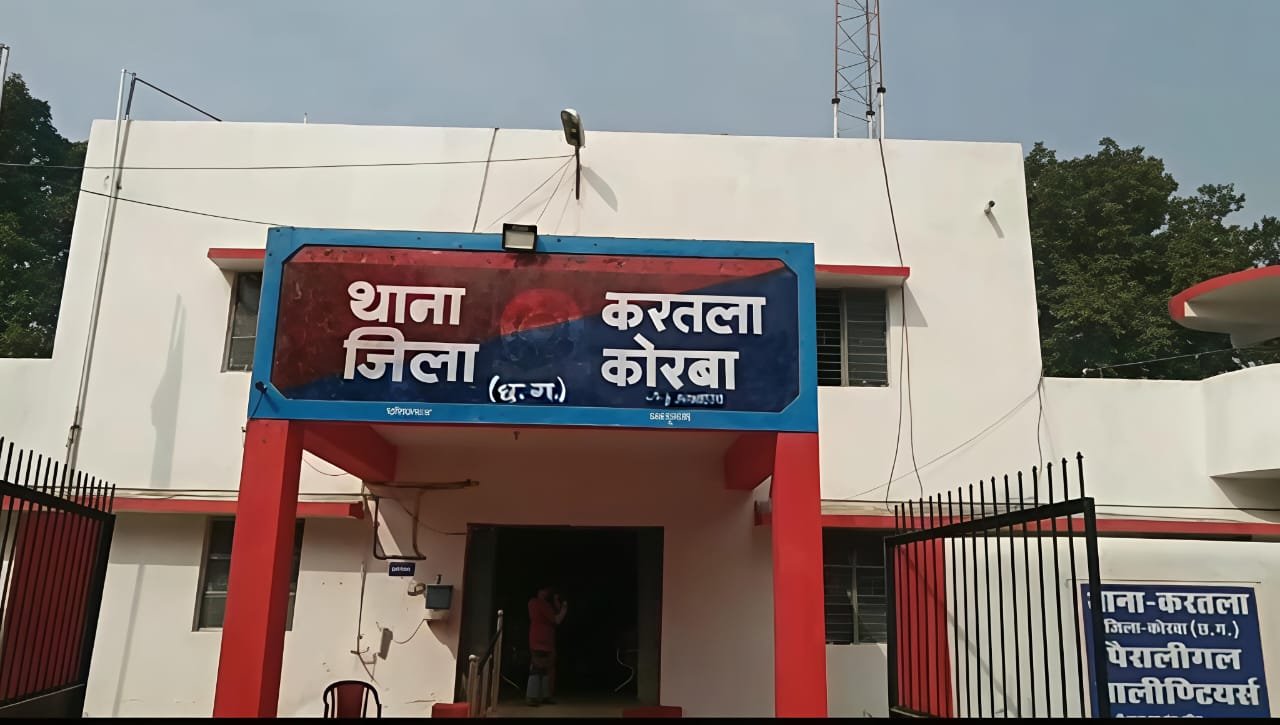 थाना करतला
जिला कोरबा
(छ.ग.)
थाना-करतला
जिला-कोरबा (छ.ग.)
पैरालीगल
वालीण्टियर्स